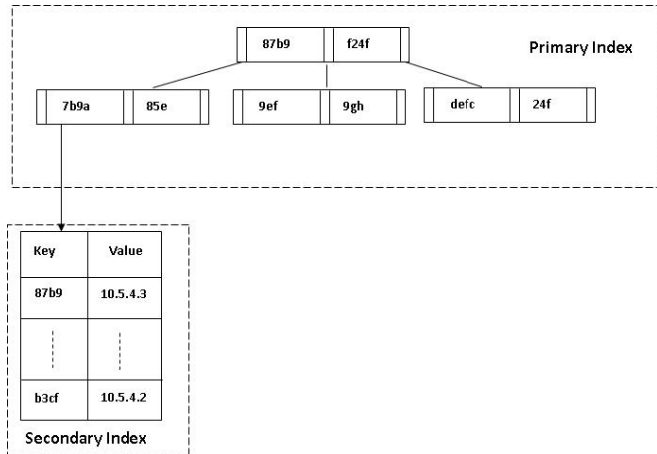 87b9 f24f
Primary Index
7b9a 85e 9ef 9gh defc 24f
Key Value
87b9 10.5.4.3
b3cf 10.5.4.2
Secondary Index